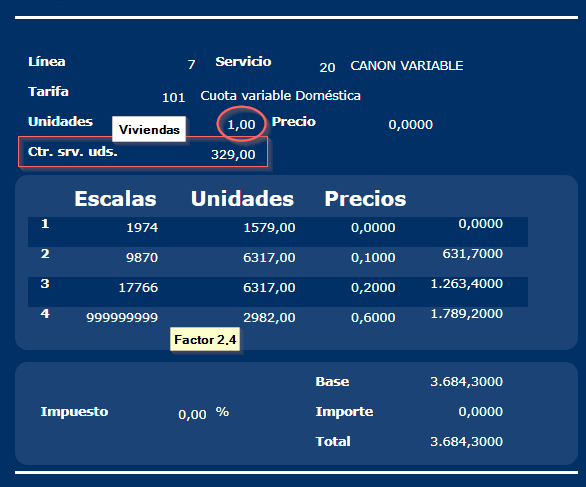 Línea 7 Servicio 20 CANON VARIABLE
Tarifa 101 Cuota variable Doméstica
Unidades Viviendas 1,00 Precio 0,0000
Ctr. srv. uds. 329,00
Escalas Unidades Precios
1 1974 1579,00 0,0000 0,0000
2 9870 6317,00 0,1000 631,7000
3 17766 6317,00 0,2000 1.263,4000
4 999999999 2982,00 0,6000 1.789,2000
Factor 2,4
Base 3.684,3000
Impuesto 0,00 % Importe 0,0000
Total 3.684,3000